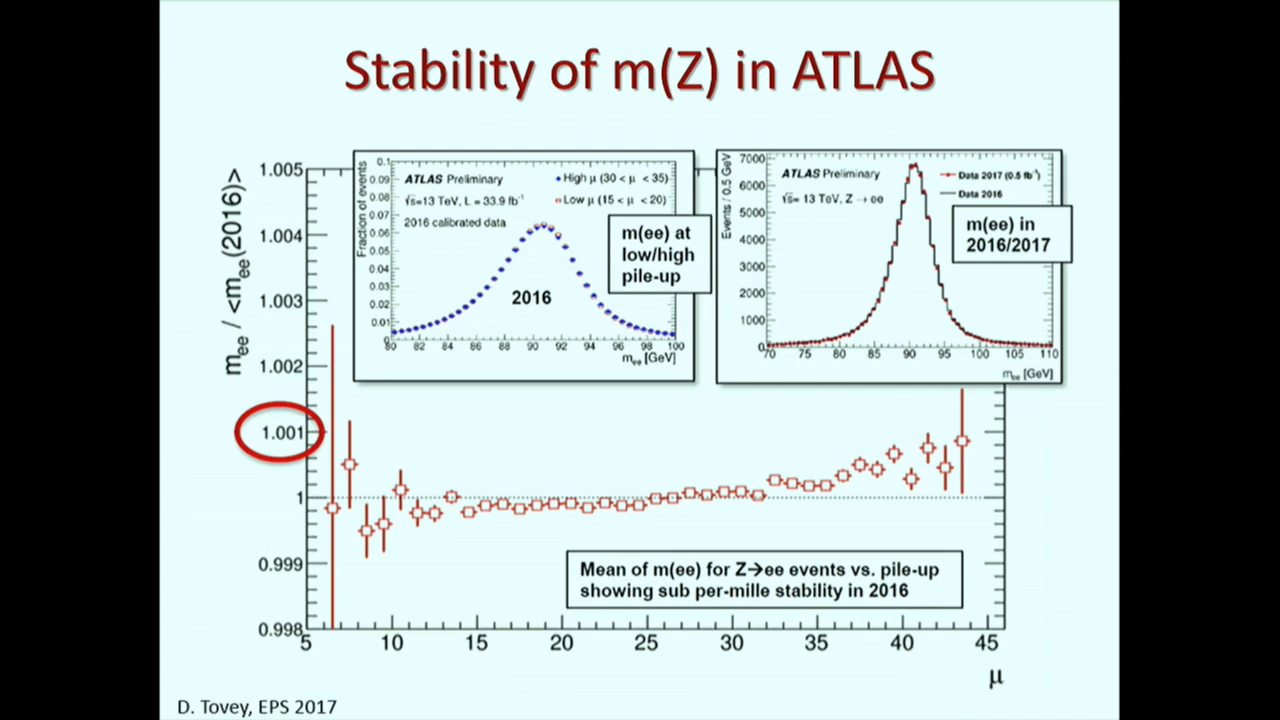 Stability of m(Z) in ATLAS
m_ee / <m_ee(2016)>
1.005
1.004
1.003
1.002
1.001
1
0.999
0.998
5 10 15 20 25 30 35 40 45
μ
Fraction of events
0.1
0.09
0.08
0.07
0.06
0.05
0.04
0.03
0.02
0.01
80 82 84 86 88 90 92 94 96 98 100
m_ee [GeV]
ATLAS Preliminary
√s=13 TeV, L = 33.9 fb⁻¹
2016 calibrated data
High μ (30 < μ < 35)
Low μ (15 < μ < 20)
2016
m(ee) at
low/high
pile-up
Events / 0.5 GeV
7000
6000
5000
4000
3000
2000
1000
0
70 75 80 85 90 95 100 105 110
m_ee [GeV]
ATLAS Preliminary
√s= 13 TeV, Z → ee
Data 2017 (0.5 fb⁻¹)
Data 2016
m(ee) in
2016/2017
Mean of m(ee) for Z→ee events vs. pile-up
showing sub per-mille stability in 2016
D. Tovey, EPS 2017